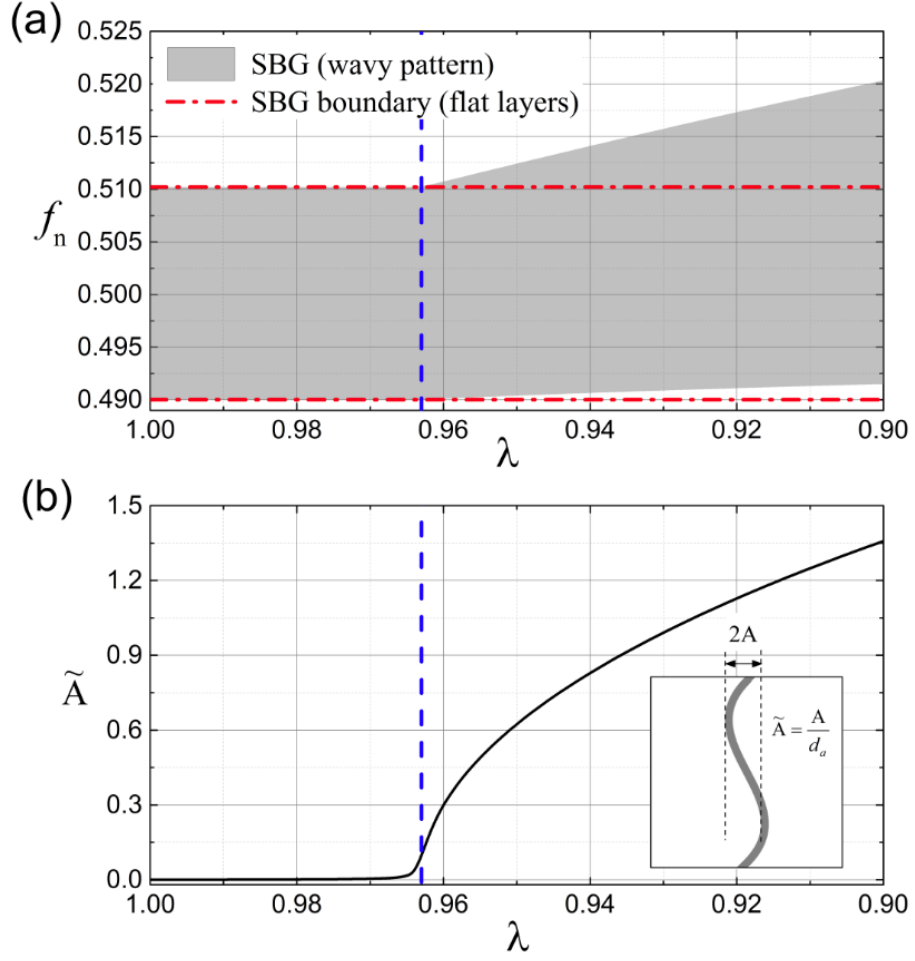 (a)
0.525
0.520
0.515
0.510
0.505
0.500
0.495
0.490
fₙ
SBG (wavy pattern)
SBG boundary (flat layers)
1.00 0.98 0.96 0.94 0.92 0.90
λ
(b)
1.5
1.2
0.9
0.6
0.3
0.0
Ã
2A
Ã = A / dₐ
1.00 0.98 0.96 0.94 0.92 0.90
λ